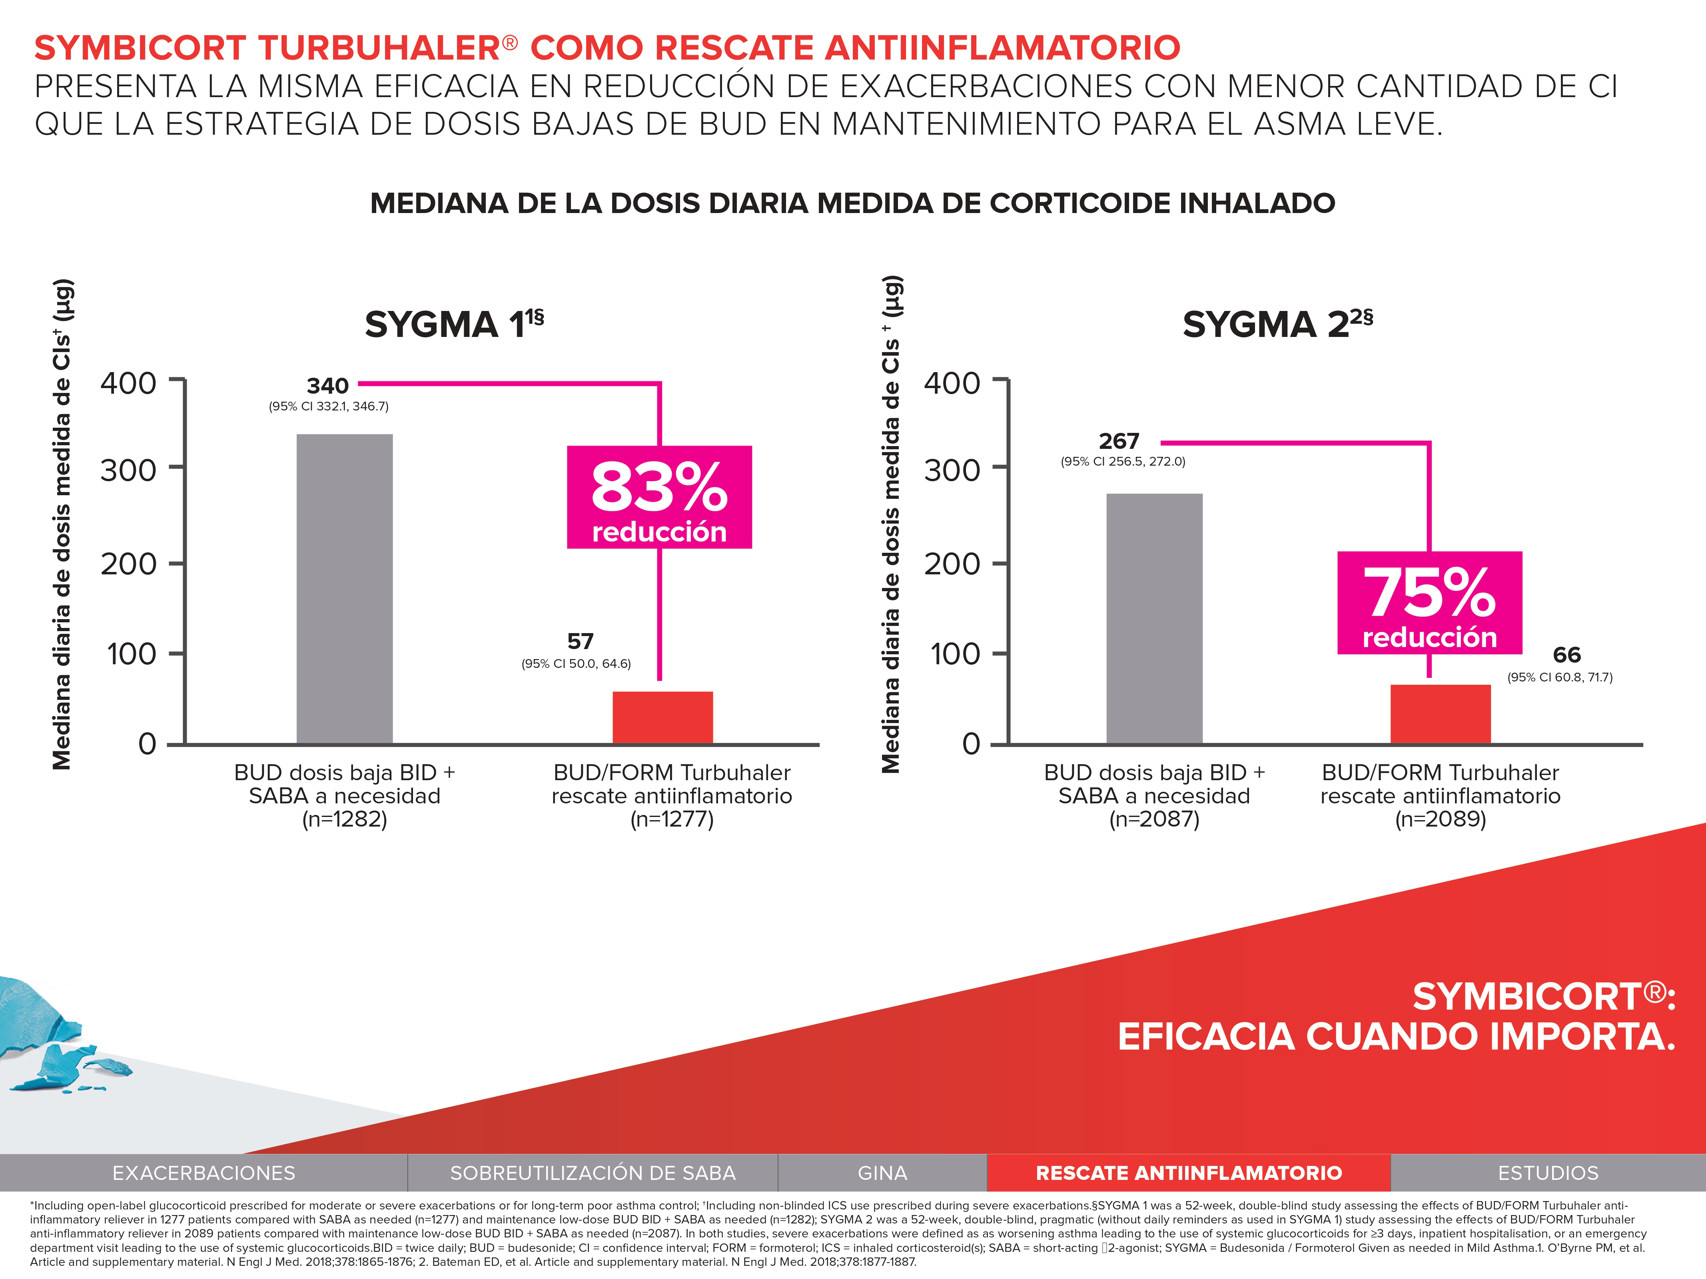 SYMBICORT TURBUHALER® COMO RESCATE ANTIINFLAMATORIO
PRESENTA LA MISMA EFICACIA EN REDUCCIÓN DE EXACERBACIONES CON MENOR CANTIDAD DE CI
QUE LA ESTRATEGIA DE DOSIS BAJAS DE BUD EN MANTENIMIENTO PARA EL ASMA LEVE.
MEDIANA DE LA DOSIS DIARIA MEDIDA DE CORTICOIDE INHALADO
Mediana diaria de dosis medida de CIs† (µg)
SYGMA 1¹§
400
300
200
100
0
340
(95% CI 332.1, 346.7)
83%
reducción
57
(95% CI 50.0, 64.6)
BUD dosis baja BID +
SABA a necesidad
(n=1282)
BUD/FORM Turbuhaler
rescate antiinflamatorio
(n=1277)
Mediana diaria de dosis medida de CIs † (µg)
SYGMA 2²§
400
300
200
100
0
267
(95% CI 256.5, 272.0)
75%
reducción
66
(95% CI 60.8, 71.7)
BUD dosis baja BID +
SABA a necesidad
(n=2087)
BUD/FORM Turbuhaler
rescate antiinflamatorio
(n=2089)
SYMBICORT®:
EFICACIA CUANDO IMPORTA.
EXACERBACIONES
SOBREUTILIZACIÓN DE SABA
GINA
RESCATE ANTIINFLAMATORIO
ESTUDIOS
*Including open-label glucocorticoid prescribed for moderate or severe exacerbations or for long-term poor asthma control; †Including non-blinded ICS use prescribed during severe exacerbations.§SYGMA 1 was a 52-week, double-blind study assessing the effects of BUD/FORM Turbuhaler anti-
inflammatory reliever in 1277 patients compared with SABA as needed (n=1277) and maintenance low-dose BUD BID + SABA as needed (n=1282); SYGMA 2 was a 52-week, double-blind, pragmatic (without daily reminders as used in SYGMA 1) study assessing the effects of BUD/FORM Turbuhaler
anti-inflammatory reliever in 2089 patients compared with maintenance low-dose BUD BID + SABA as needed (n=2087). In both studies, severe exacerbations were defined as as worsening asthma leading to the use of systemic glucocorticoids for ≥3 days, inpatient hospitalisation, or an emergency
department visit leading to the use of systemic glucocorticoids.BID = twice daily; BUD = budesonide; CI = confidence interval; FORM = formoterol; ICS = inhaled corticosteroid(s); SABA = short-acting 2-agonist; SYGMA = Budesonida / Formoterol Given as needed in Mild Asthma.1. O'Byrne PM, et al.
Article and supplementary material. N Engl J Med. 2018;378:1865-1876; 2. Bateman ED, et al. Article and supplementary material. N Engl J Med. 2018;378:1877-1887.